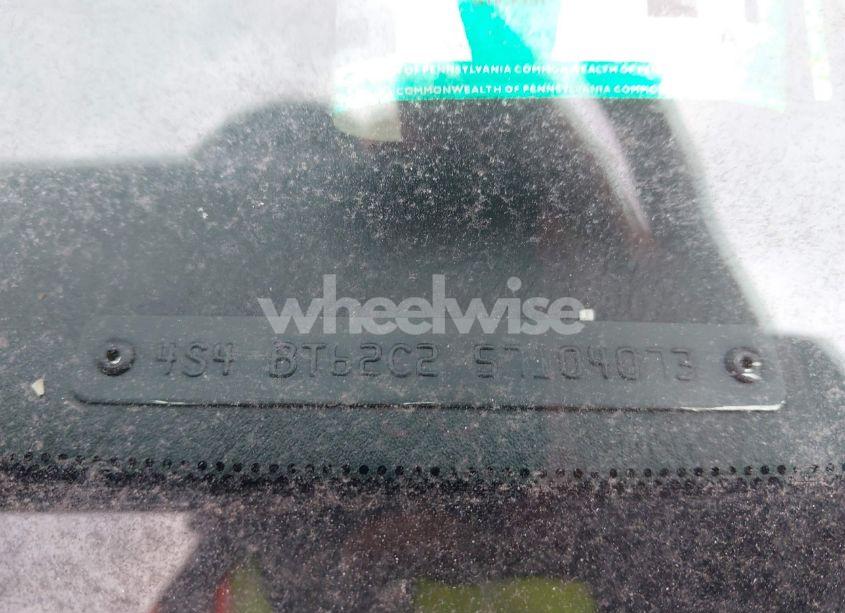 OF PENNSYLVANIA COMMONWEALTH OF
COMMONWEALTH OF PENNSYLVANIA COMMO
wheelwise
4S4 BT62C2 57104073